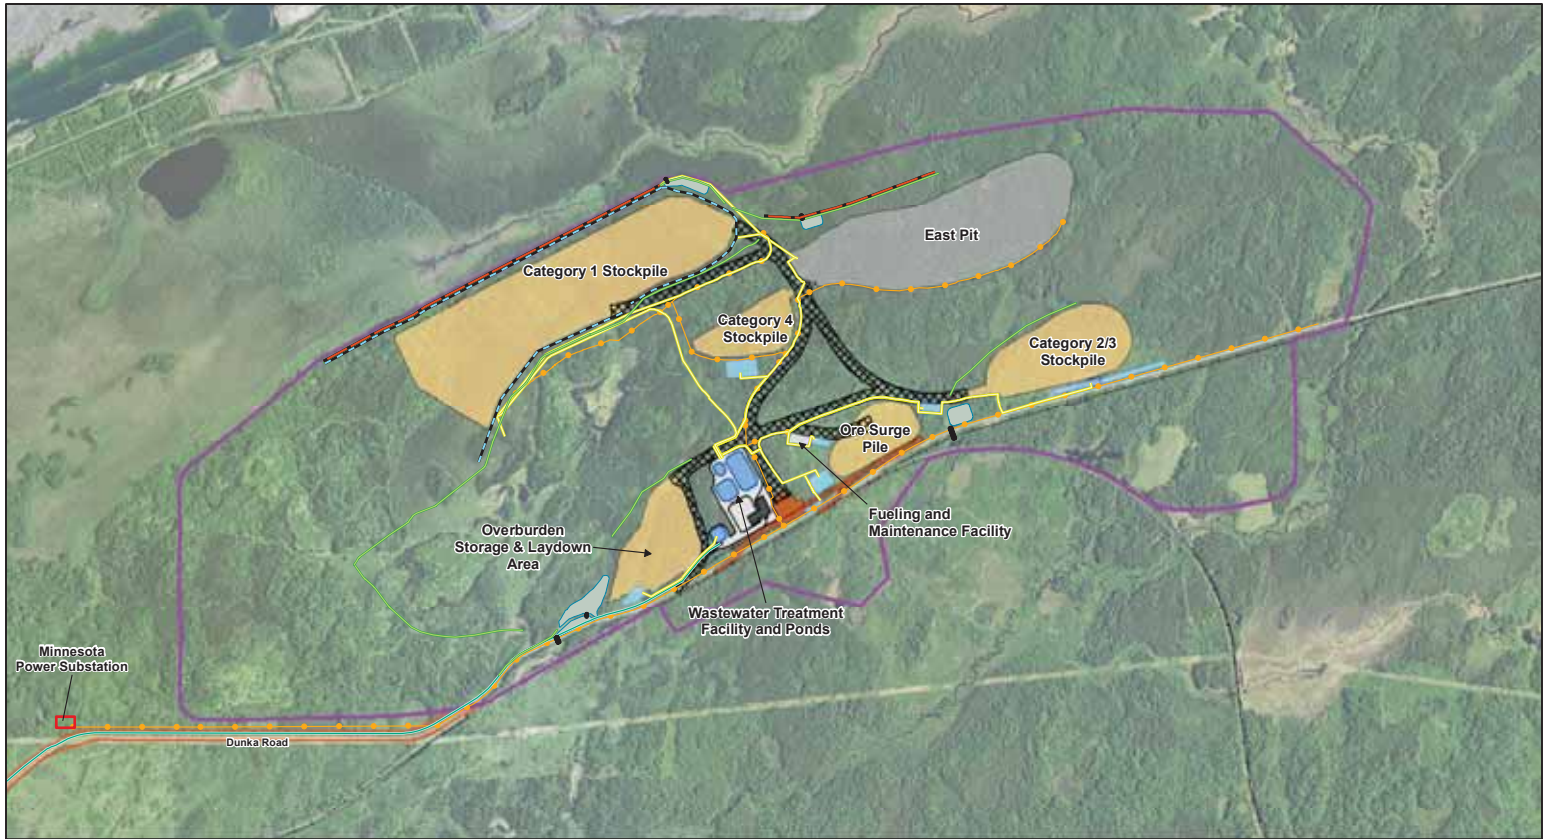 East Pit
Category 1 Stockpile
Category 4
Stockpile
Category 2/3
Stockpile
Ore Surge
Pile
Fueling and
Maintenance Facility
Overburden
Storage & Laydown
Area
Wastewater Treatment
Facility and Ponds
Minnesota
Power Substation
Dunka Road